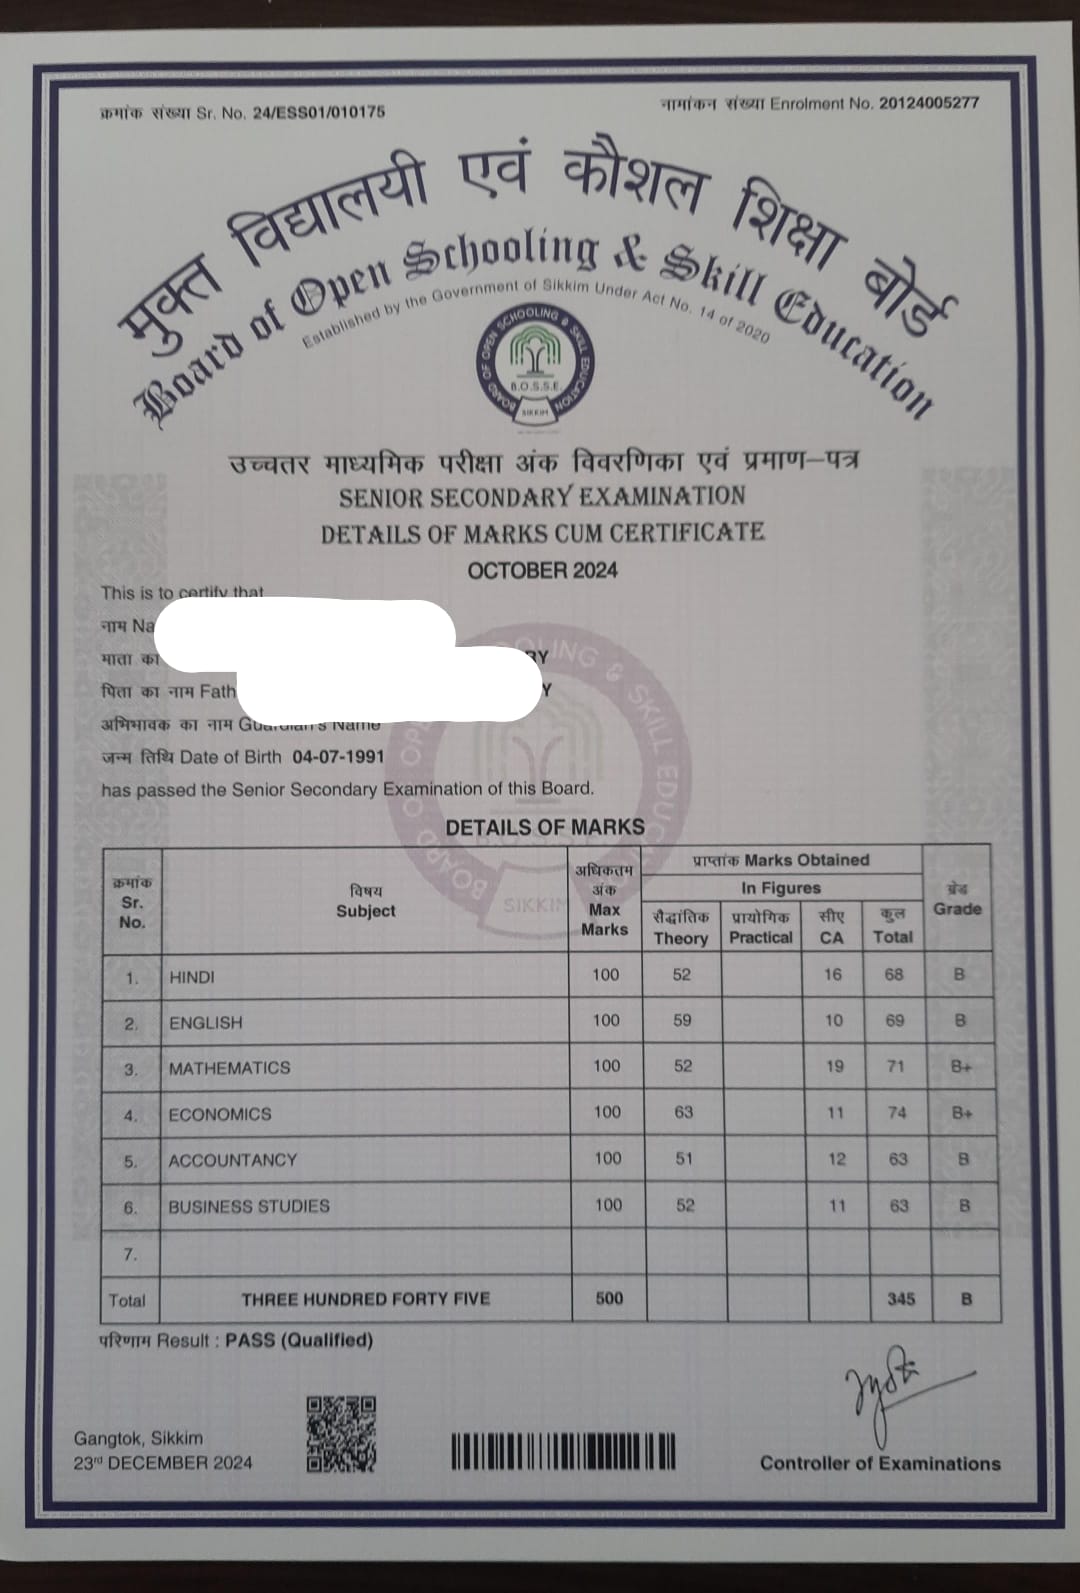 क्रमांक संख्या Sr. No. 24/ESS01/010175
नामांकन संख्या Enrolment No. 20124005277
मुक्त विद्यालयी एवं कौशल शिक्षा बोर्ड
Board of Open Schooling & Skill Education
Established by the Government of Sikkim Under Act No. 14 of 2020
BOARD OF OPEN SCHOOLING & SKILL EDUCATION
B.O.S.S.E.
SIKKIM
उच्चतर माध्यमिक परीक्षा अंक विवरणिका एवं प्रमाण–पत्र
SENIOR SECONDARY EXAMINATION
DETAILS OF MARKS CUM CERTIFICATE
OCTOBER 2024
This is to certify that
नाम Na
माता का RY
पिता का नाम Fath Y
अभिभावक का नाम Guardian's Name
जन्म तिथि Date of Birth 04-07-1991
has passed the Senior Secondary Examination of this Board.
DETAILS OF MARKS
क्रमांक Sr. No. विषय Subject अधिकतम अंक Max Marks प्राप्तांक Marks Obtained ग्रेड Grade
In Figures
सैद्धांतिक Theory प्रायोगिक Practical सीए CA कुल Total
1. HINDI 100 52 16 68 B
2. ENGLISH 100 59 10 69 B
3. MATHEMATICS 100 52 19 71 B+
4. ECONOMICS 100 63 11 74 B+
5. ACCOUNTANCY 100 51 12 63 B
6. BUSINESS STUDIES 100 52 11 63 B
7.
Total THREE HUNDRED FORTY FIVE 500 345 B
परिणाम Result : PASS (Qualified)
Gangtok, Sikkim
23rd DECEMBER 2024
Controller of Examinations